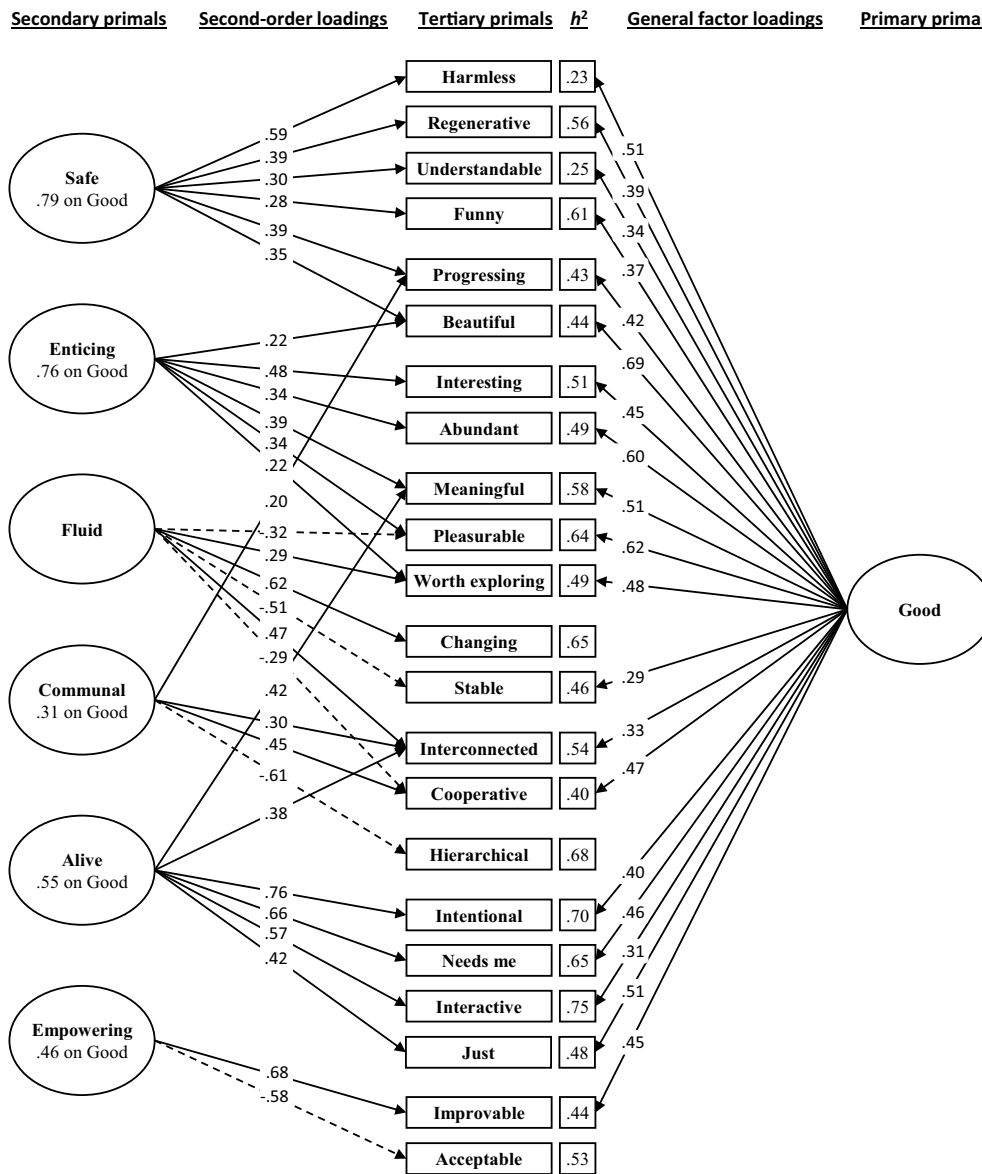 Secondary primals Second-order loadings Tertiary primals h² General factor loadings Primary prima
Harmless .23
Regenerative .56
.59
.51
.39
Understandable .25
Safe
.79 on Good
.30
.39
Funny .61
.28
.34
.39
.35
.37
Progressing .43
Beautiful .44
.42
Enticing
.76 on Good
.22
.69
.48
Interesting .51
.34
.45
Abundant .49
.39
.34
.60
.22
Meaningful .58
.20
.51
Fluid
-.32
Pleasurable .64
.62
.29
Worth exploring .49
.48
.62
-.51
Good
.47
Changing .65
-.29
Stable .46
.29
Communal
.31 on Good
.42
.30
Interconnected .54
.33
.45
-.61
Cooperative .40
.47
.38
Hierarchical .68
Alive
.55 on Good
.40
.76
Intentional .70
.66
.46
.57
Needs me .65
.42
.31
Interactive .75
.51
Empowering
.46 on Good
Just .48
.45
.68
-.58
Improvable .44
Acceptable .53